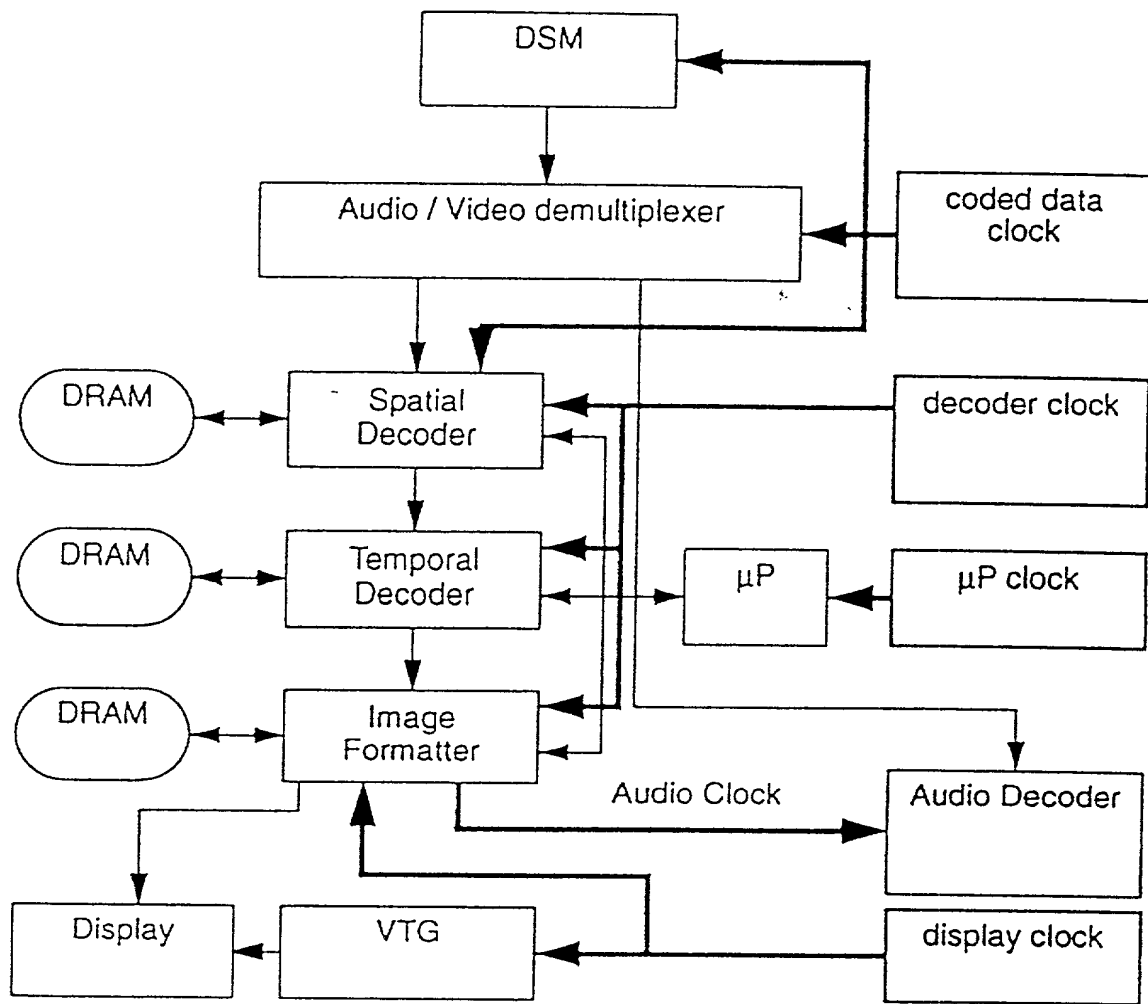 DSM
Audio / Video demultiplexer
coded data
clock
DRAM
Spatial
Decoder
decoder clock
DRAM
Temporal
Decoder
µP
µP clock
DRAM
Image
Formatter
Audio Clock
Audio Decoder
Display
VTG
display clock